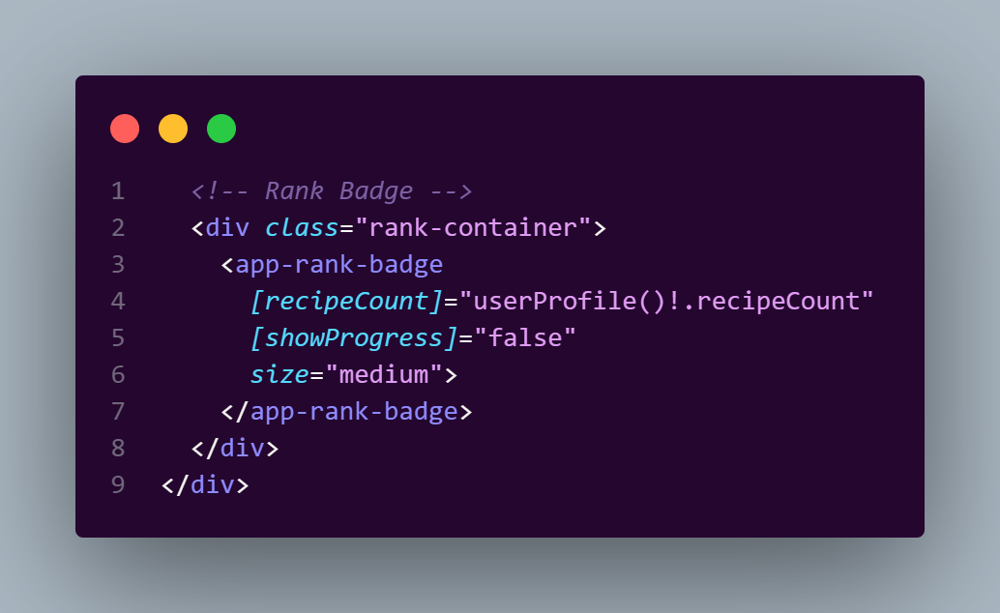 1 <!-- Rank Badge -->
2 <div class="rank-container">
3 <app-rank-badge
4 [recipeCount]="userProfile()!.recipeCount"
5 [showProgress]="false"
6 size="medium">
7 </app-rank-badge>
8 </div>
9 </div>